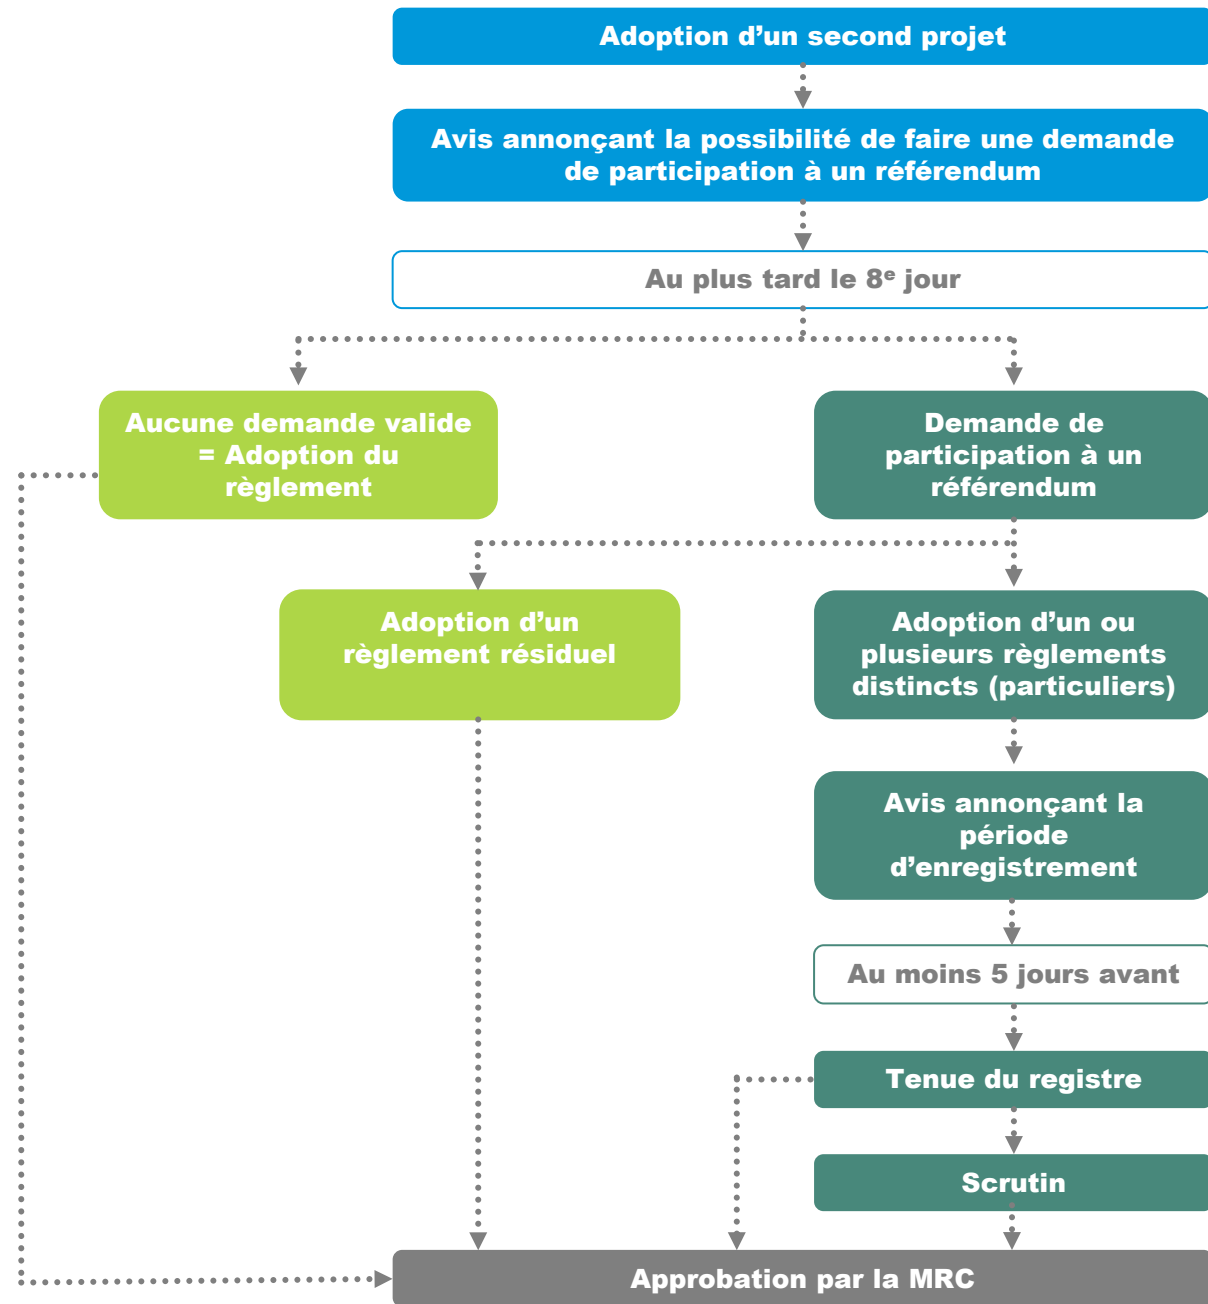 Adoption d’un second projet
Avis annonçant la possibilité de faire une demande
de participation à un référendum
Au plus tard le 8e jour
Aucune demande valide
= Adoption du
règlement
Demande de
participation à un
référendum
Adoption d’un
règlement résiduel
Adoption d’un ou
plusieurs règlements
distincts (particuliers)
Avis annonçant la
période
d’enregistrement
Au moins 5 jours avant
Tenue du registre
Scrutin
Approbation par la MRC